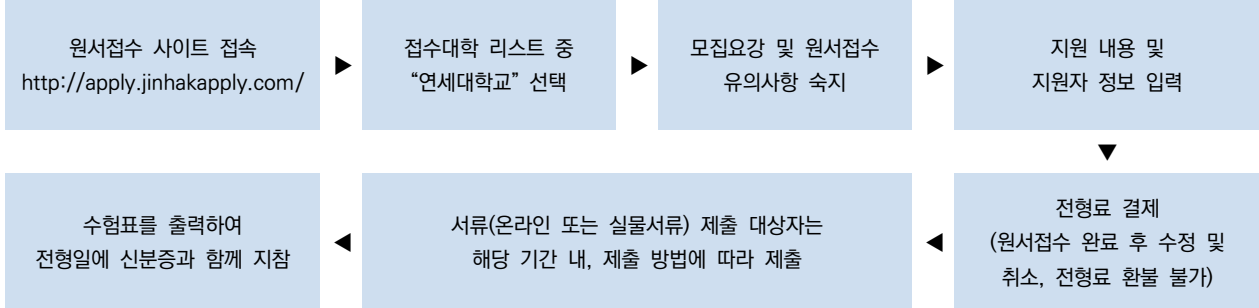 원서접수 사이트 접속
http://apply.jinhakapply.com/
▶
접수대학 리스트 중
“연세대학교” 선택
▶
모집요강 및 원서접수
유의사항 숙지
▶
지원 내용 및
지원자 정보 입력
▼
전형료 결제
(원서접수 완료 후 수정 및
취소, 전형료 환불 불가)
◀
서류(온라인 또는 실물서류) 제출 대상자는
해당 기간 내, 제출 방법에 따라 제출
◀
수험표를 출력하여
전형일에 신분증과 함께 지참